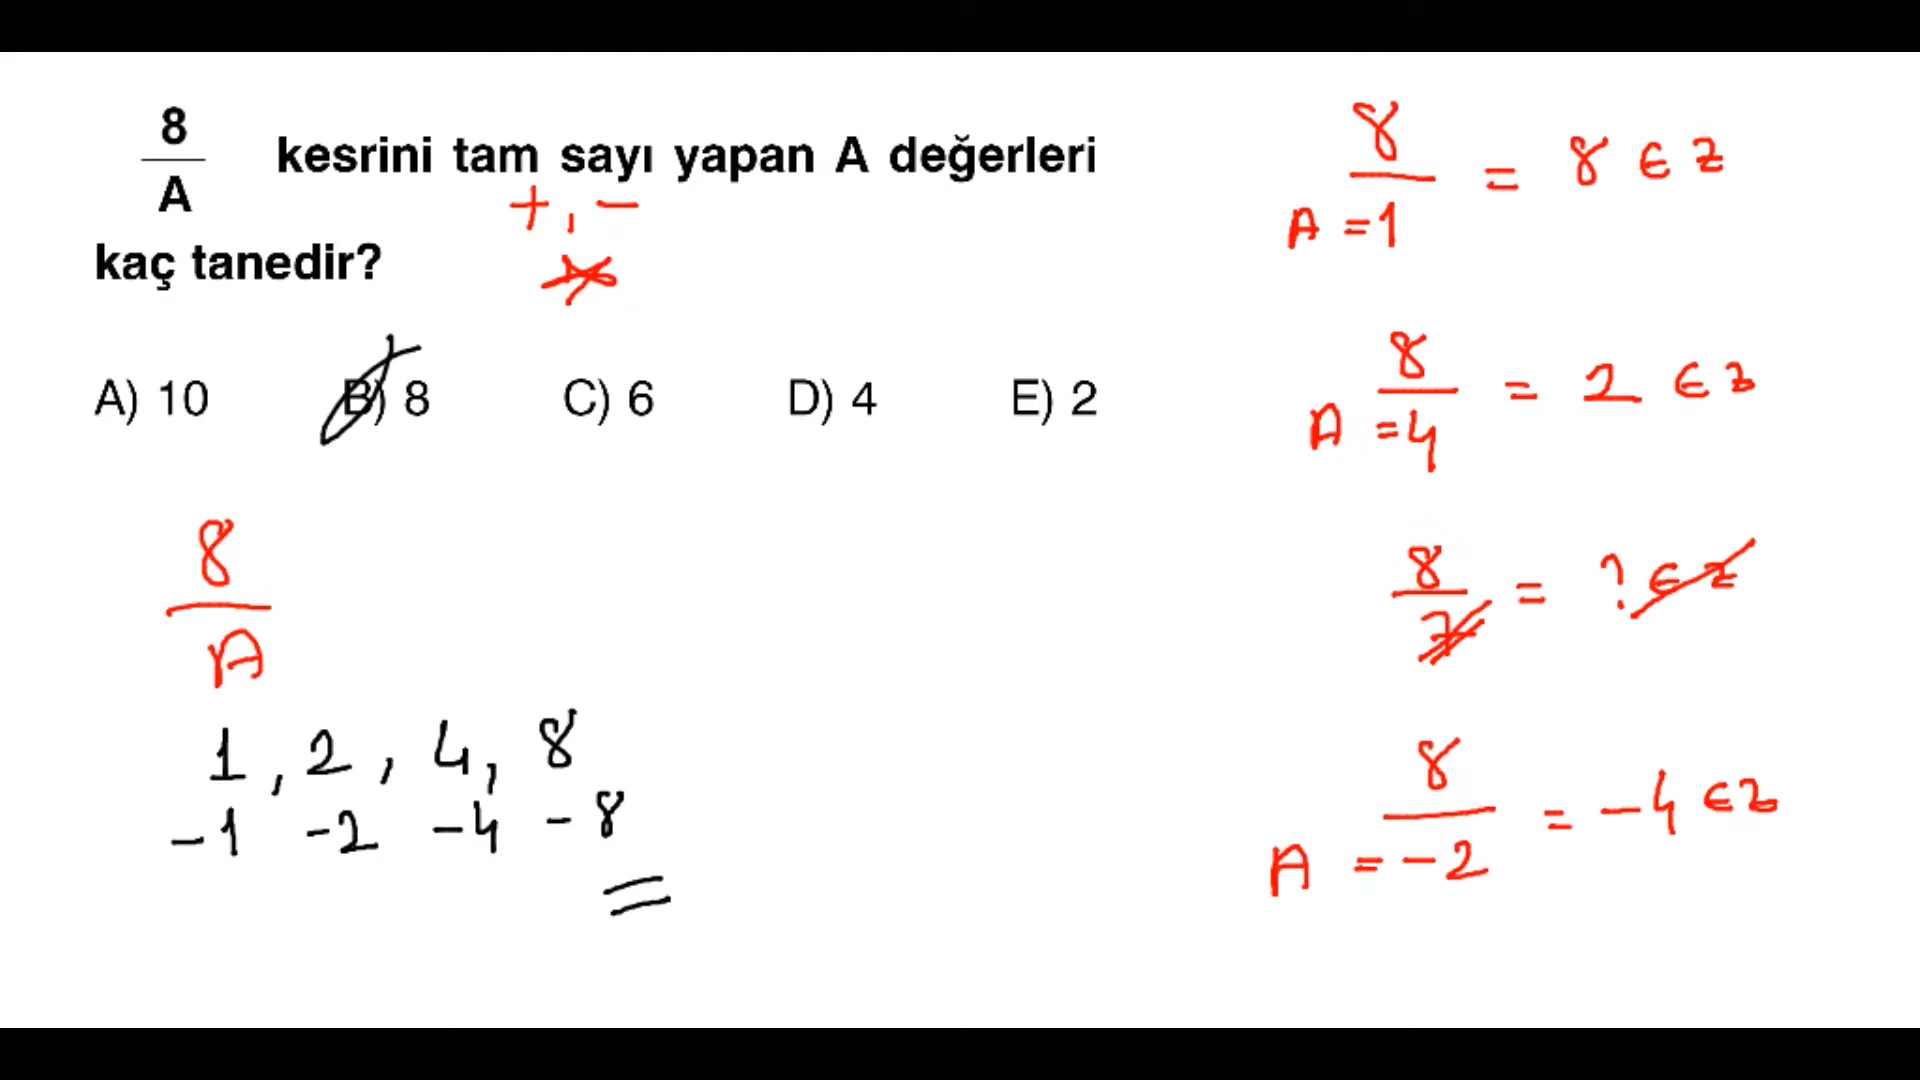 8
A
kesrini tam sayı yapan A değerleri
+, -
kaç tanedir?
A) 10 B) 8 C) 6 D) 4 E) 2
8
A
1, 2, 4, 8
-1 -2 -4 -8
8
A = 1
= 8 ∈ Z
8
A = 4
= 2 ∈ Z
8
7
= ? ∈ Z
8
A = -2
= -4 ∈ Z